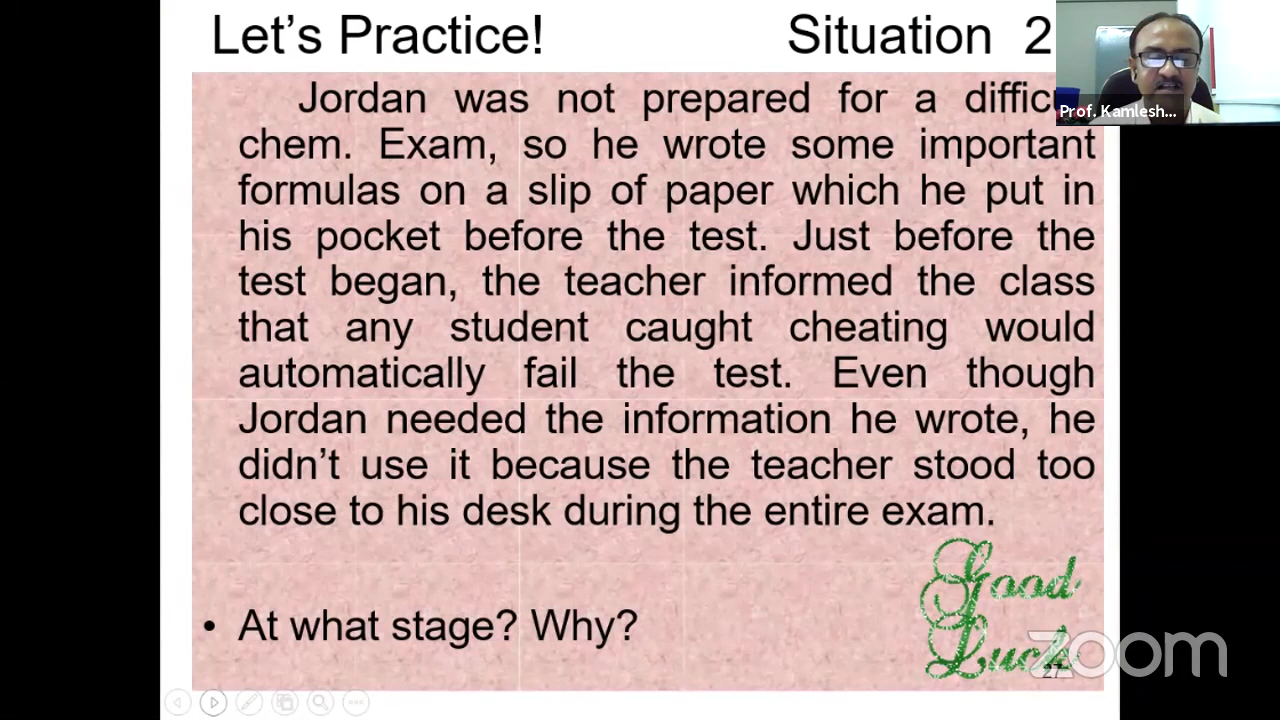 Let’s Practice! Situation 2
Jordan was not prepared for a
chem. Exam, so he wrote some important
formulas on a slip of paper which he put in
his pocket before the test. Just before the
test began, the teacher informed the class
that any student caught cheating would
automatically fail the test. Even though
Jordan needed the information he wrote, he
didn’t use it because the teacher stood too
close to his desk during the entire exam.
• At what stage? Why?
Good
Luck
27
zoom
Prof. Kamlesh...